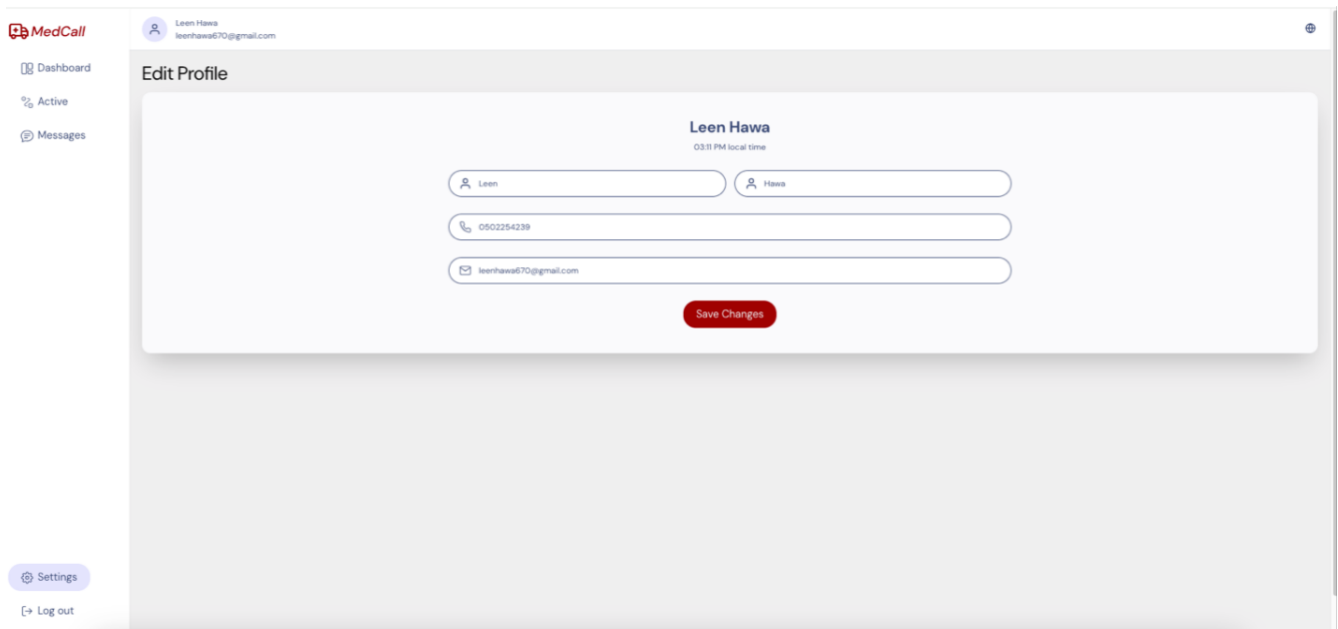 MedCall
Leen Hawa
leenhawa670@gmail.com
Dashboard
Active
Messages
Edit Profile
Leen Hawa
03:11 PM local time
Leen
Hawa
0502254239
leenhawa670@gmail.com
Save Changes
Settings
Log out